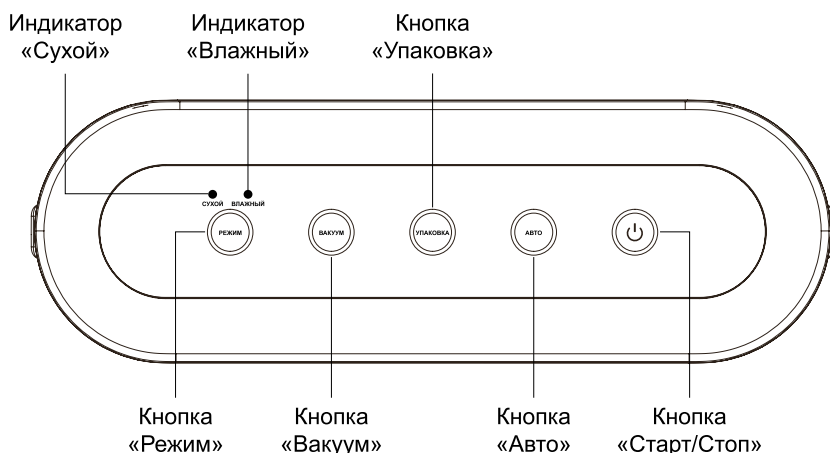 Индикатор
«Сухой»
Индикатор
«Влажный»
Кнопка
«Упаковка»
СУХОЙ
ВЛАЖНЫЙ
РЕЖИМ
ВАКУУМ
УПАКОВКА
АВТО
Кнопка
«Режим»
Кнопка
«Вакуум»
Кнопка
«Авто»
Кнопка
«Старт/Стоп»